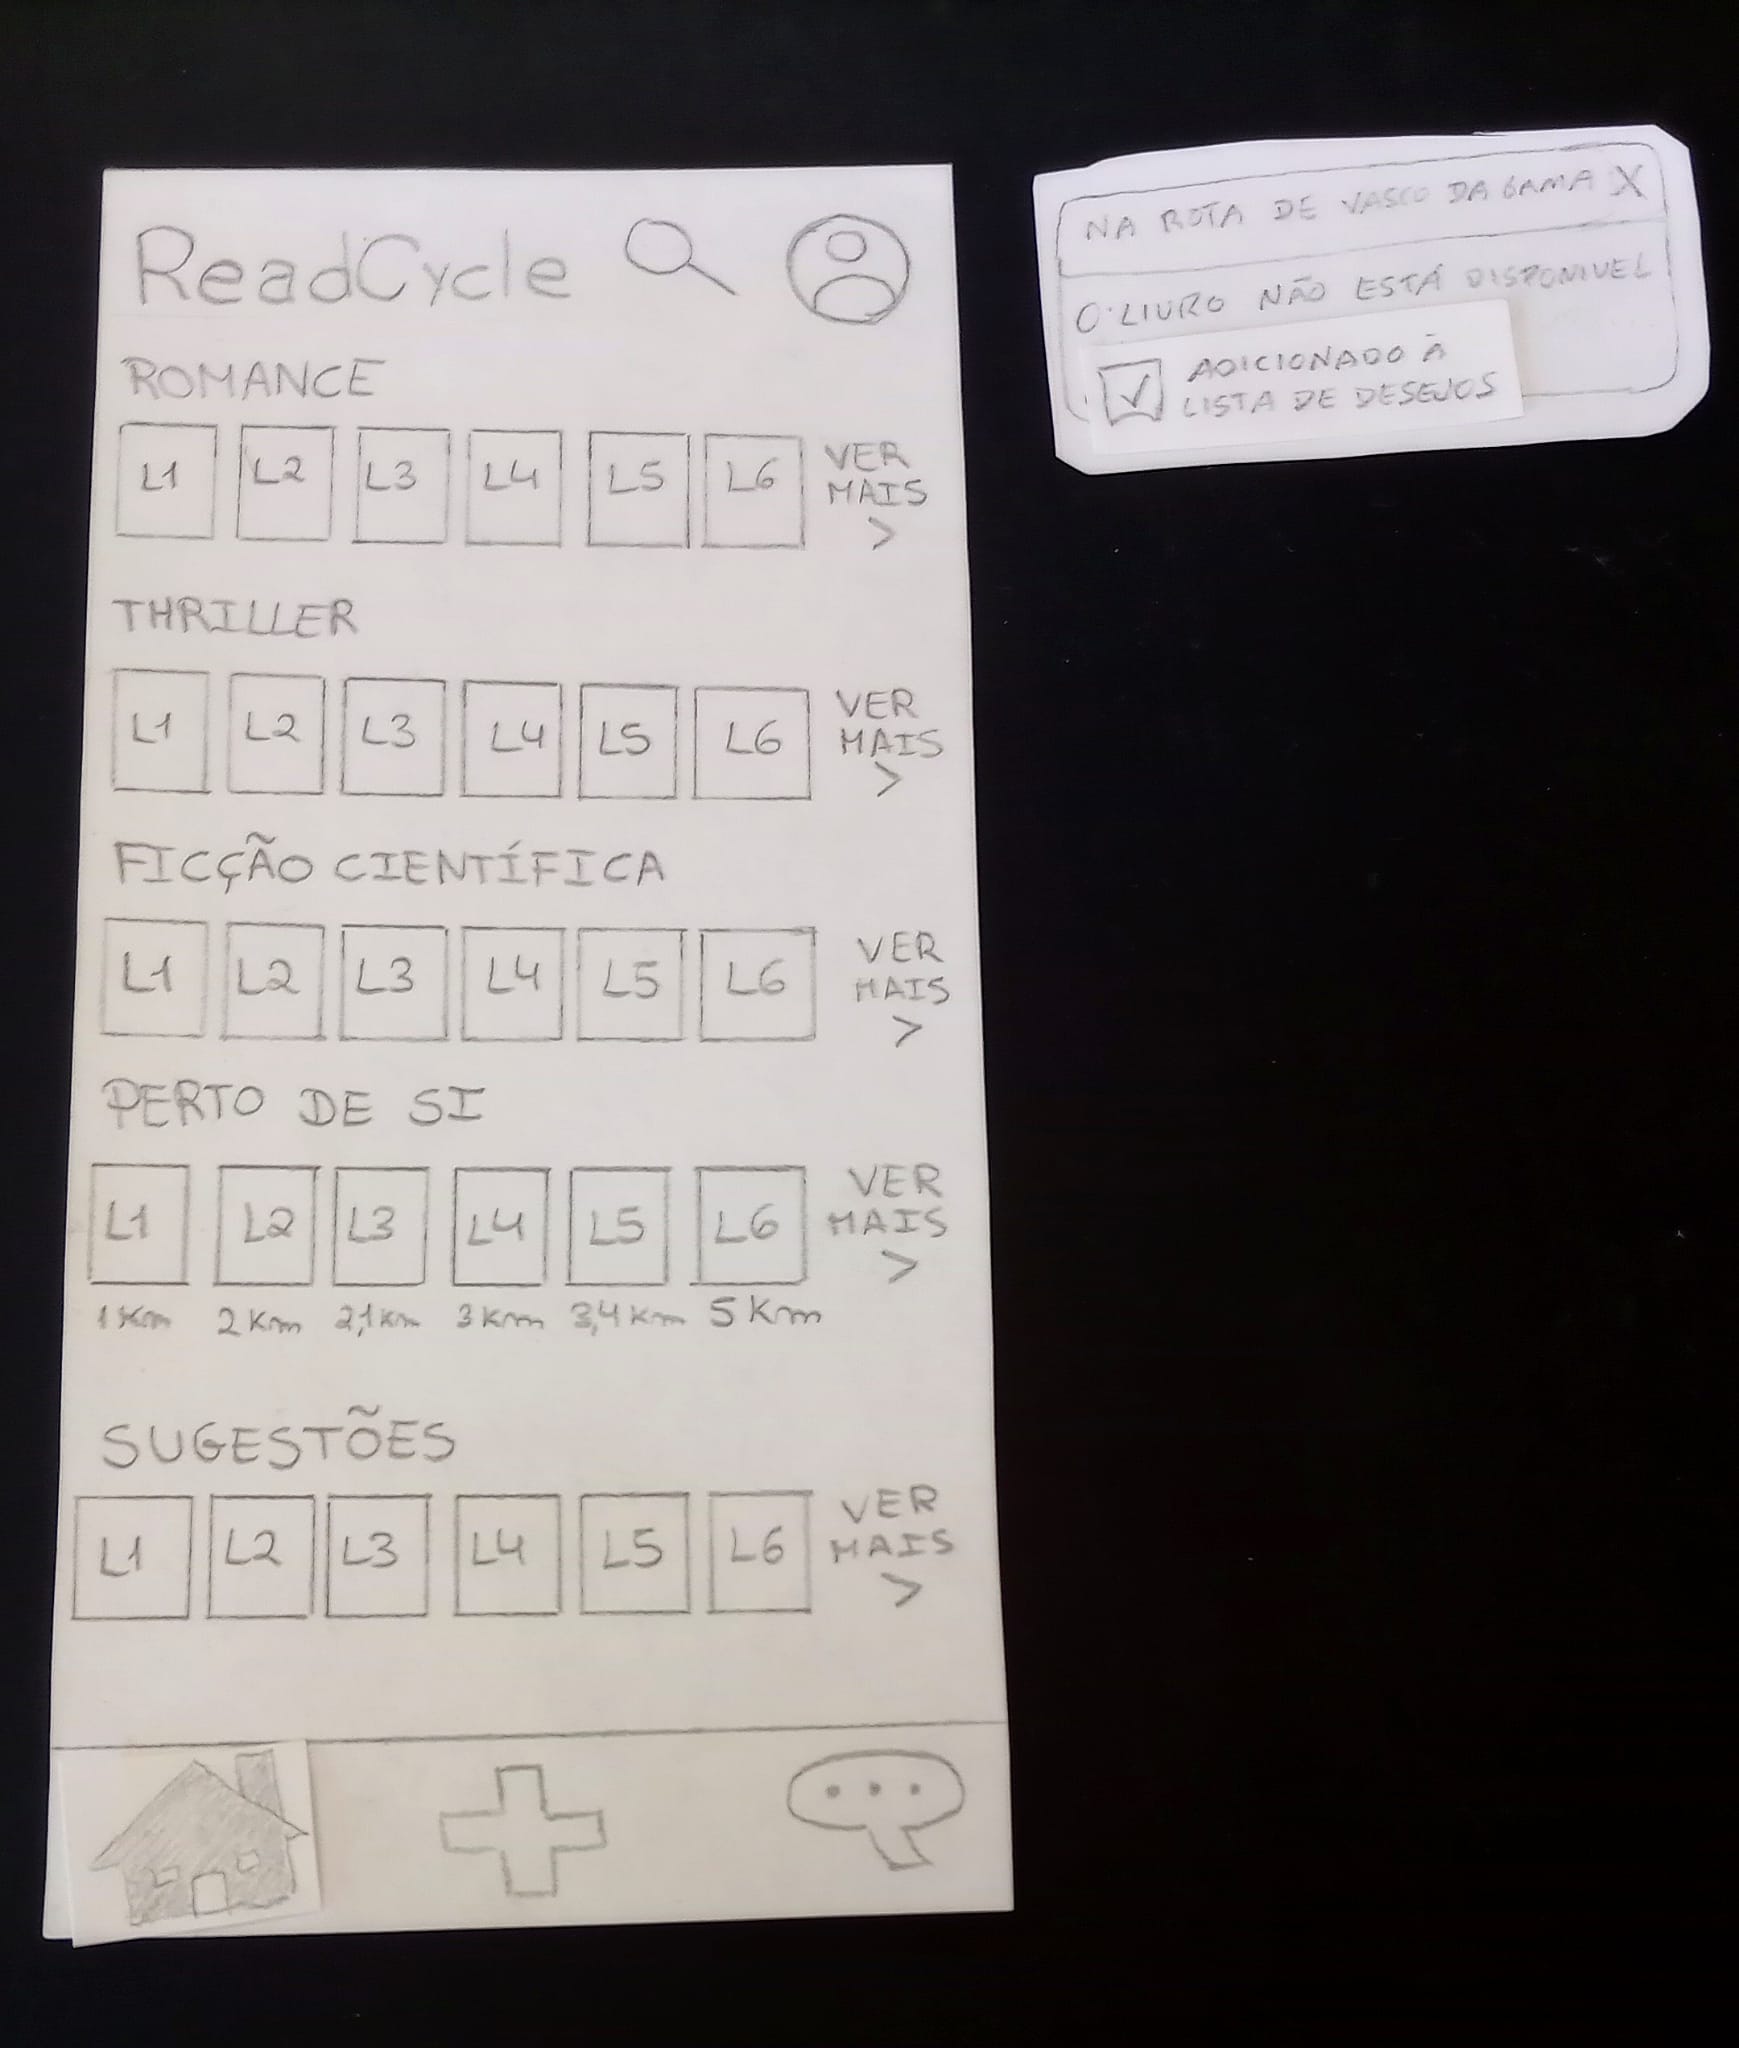 ReadCycle
ROMANCE
L1 L2 L3 L4 L5 L6 VER
MAIS
>
THRILLER
L1 L2 L3 L4 L5 L6 VER
MAIS
>
FICÇÃO CIENTÍFICA
L1 L2 L3 L4 L5 L6 VER
MAIS
>
PERTO DE SI
L1 L2 L3 L4 L5 L6 VER
MAIS
>
1 Km 2 Km 2,1 Km 3 Km 3,4 Km 5 Km
SUGESTÕES
L1 L2 L3 L4 L5 L6 VER
MAIS
>
NA ROTA DE VASCO DA GAMA X
O LIVRO NÃO ESTÁ DISPONIVEL
ADICIONADO À
LISTA DE DESEJOS